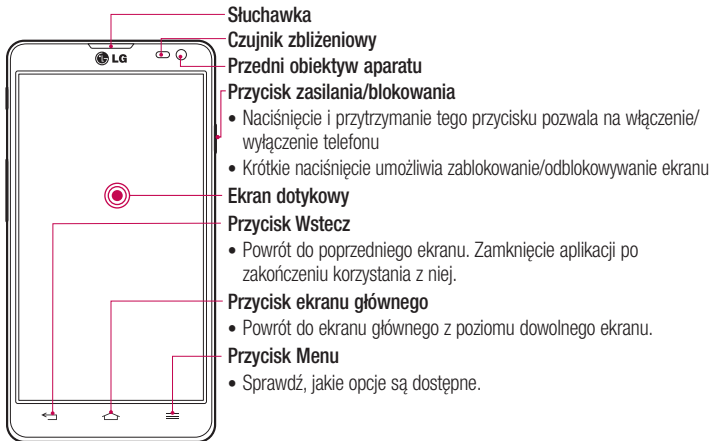 Słuchawka
Czujnik zbliżeniowy
LG
Przedni obiektyw aparatu
Przycisk zasilania/blokowania
• Naciśnięcie i przytrzymanie tego przycisku pozwala na włączenie/
wyłączenie telefonu
• Krótkie naciśnięcie umożliwia zablokowanie/odblokowywanie ekranu
Ekran dotykowy
Przycisk Wstecz
• Powrót do poprzedniego ekranu. Zamknięcie aplikacji po
zakończeniu korzystania z niej.
Przycisk ekranu głównego
• Powrót do ekranu głównego z poziomu dowolnego ekranu.
Przycisk Menu
• Sprawdź, jakie opcje są dostępne.